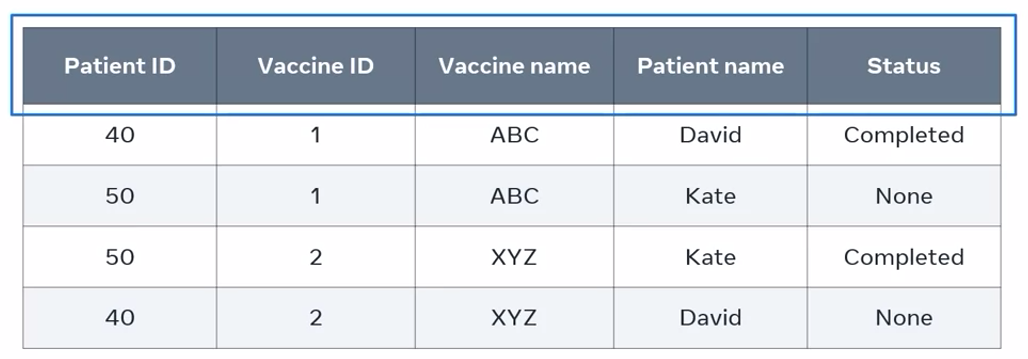 Patient ID Vaccine ID Vaccine name Patient name Status
40 1 ABC David Completed
50 1 ABC Kate None
50 2 XYZ Kate Completed
40 2 XYZ David None